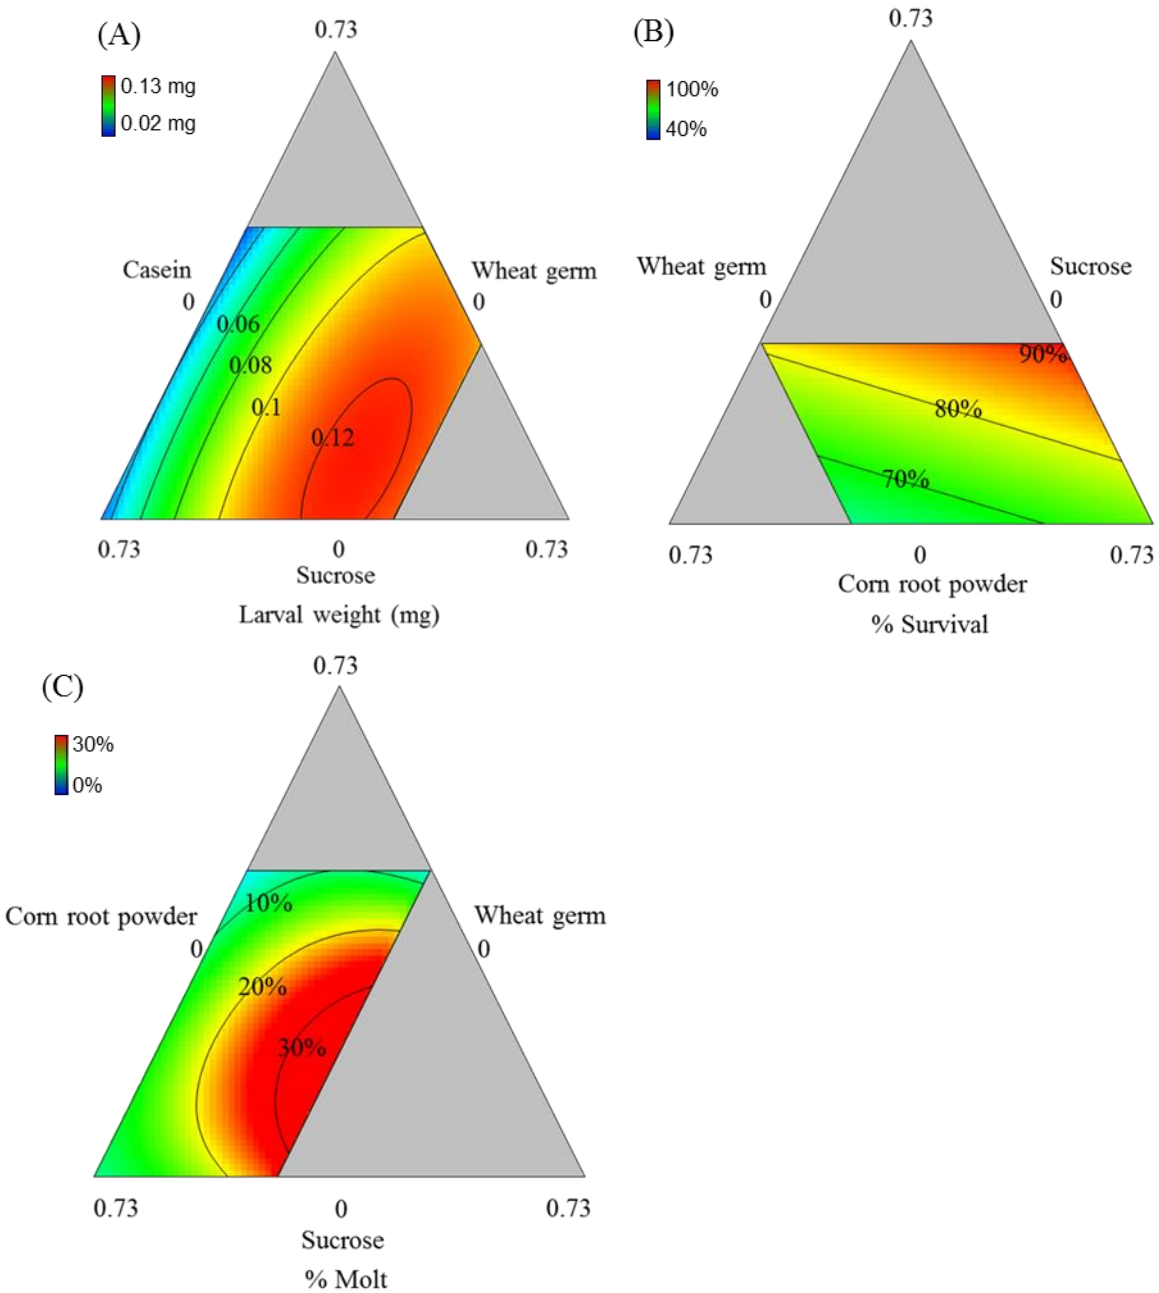 (A)
0.73
0.13 mg
0.02 mg
Casein
0
Wheat germ
0
0.06
0.08
0.1
0.12
0.73
0
0.73
Sucrose
Larval weight (mg)
(B)
0.73
100%
40%
Wheat germ
0
Sucrose
0
90%
80%
70%
0.73
0
0.73
Corn root powder
% Survival
(C)
0.73
30%
0%
Corn root powder
0
Wheat germ
0
10%
20%
30%
0.73
0
0.73
Sucrose
% Molt